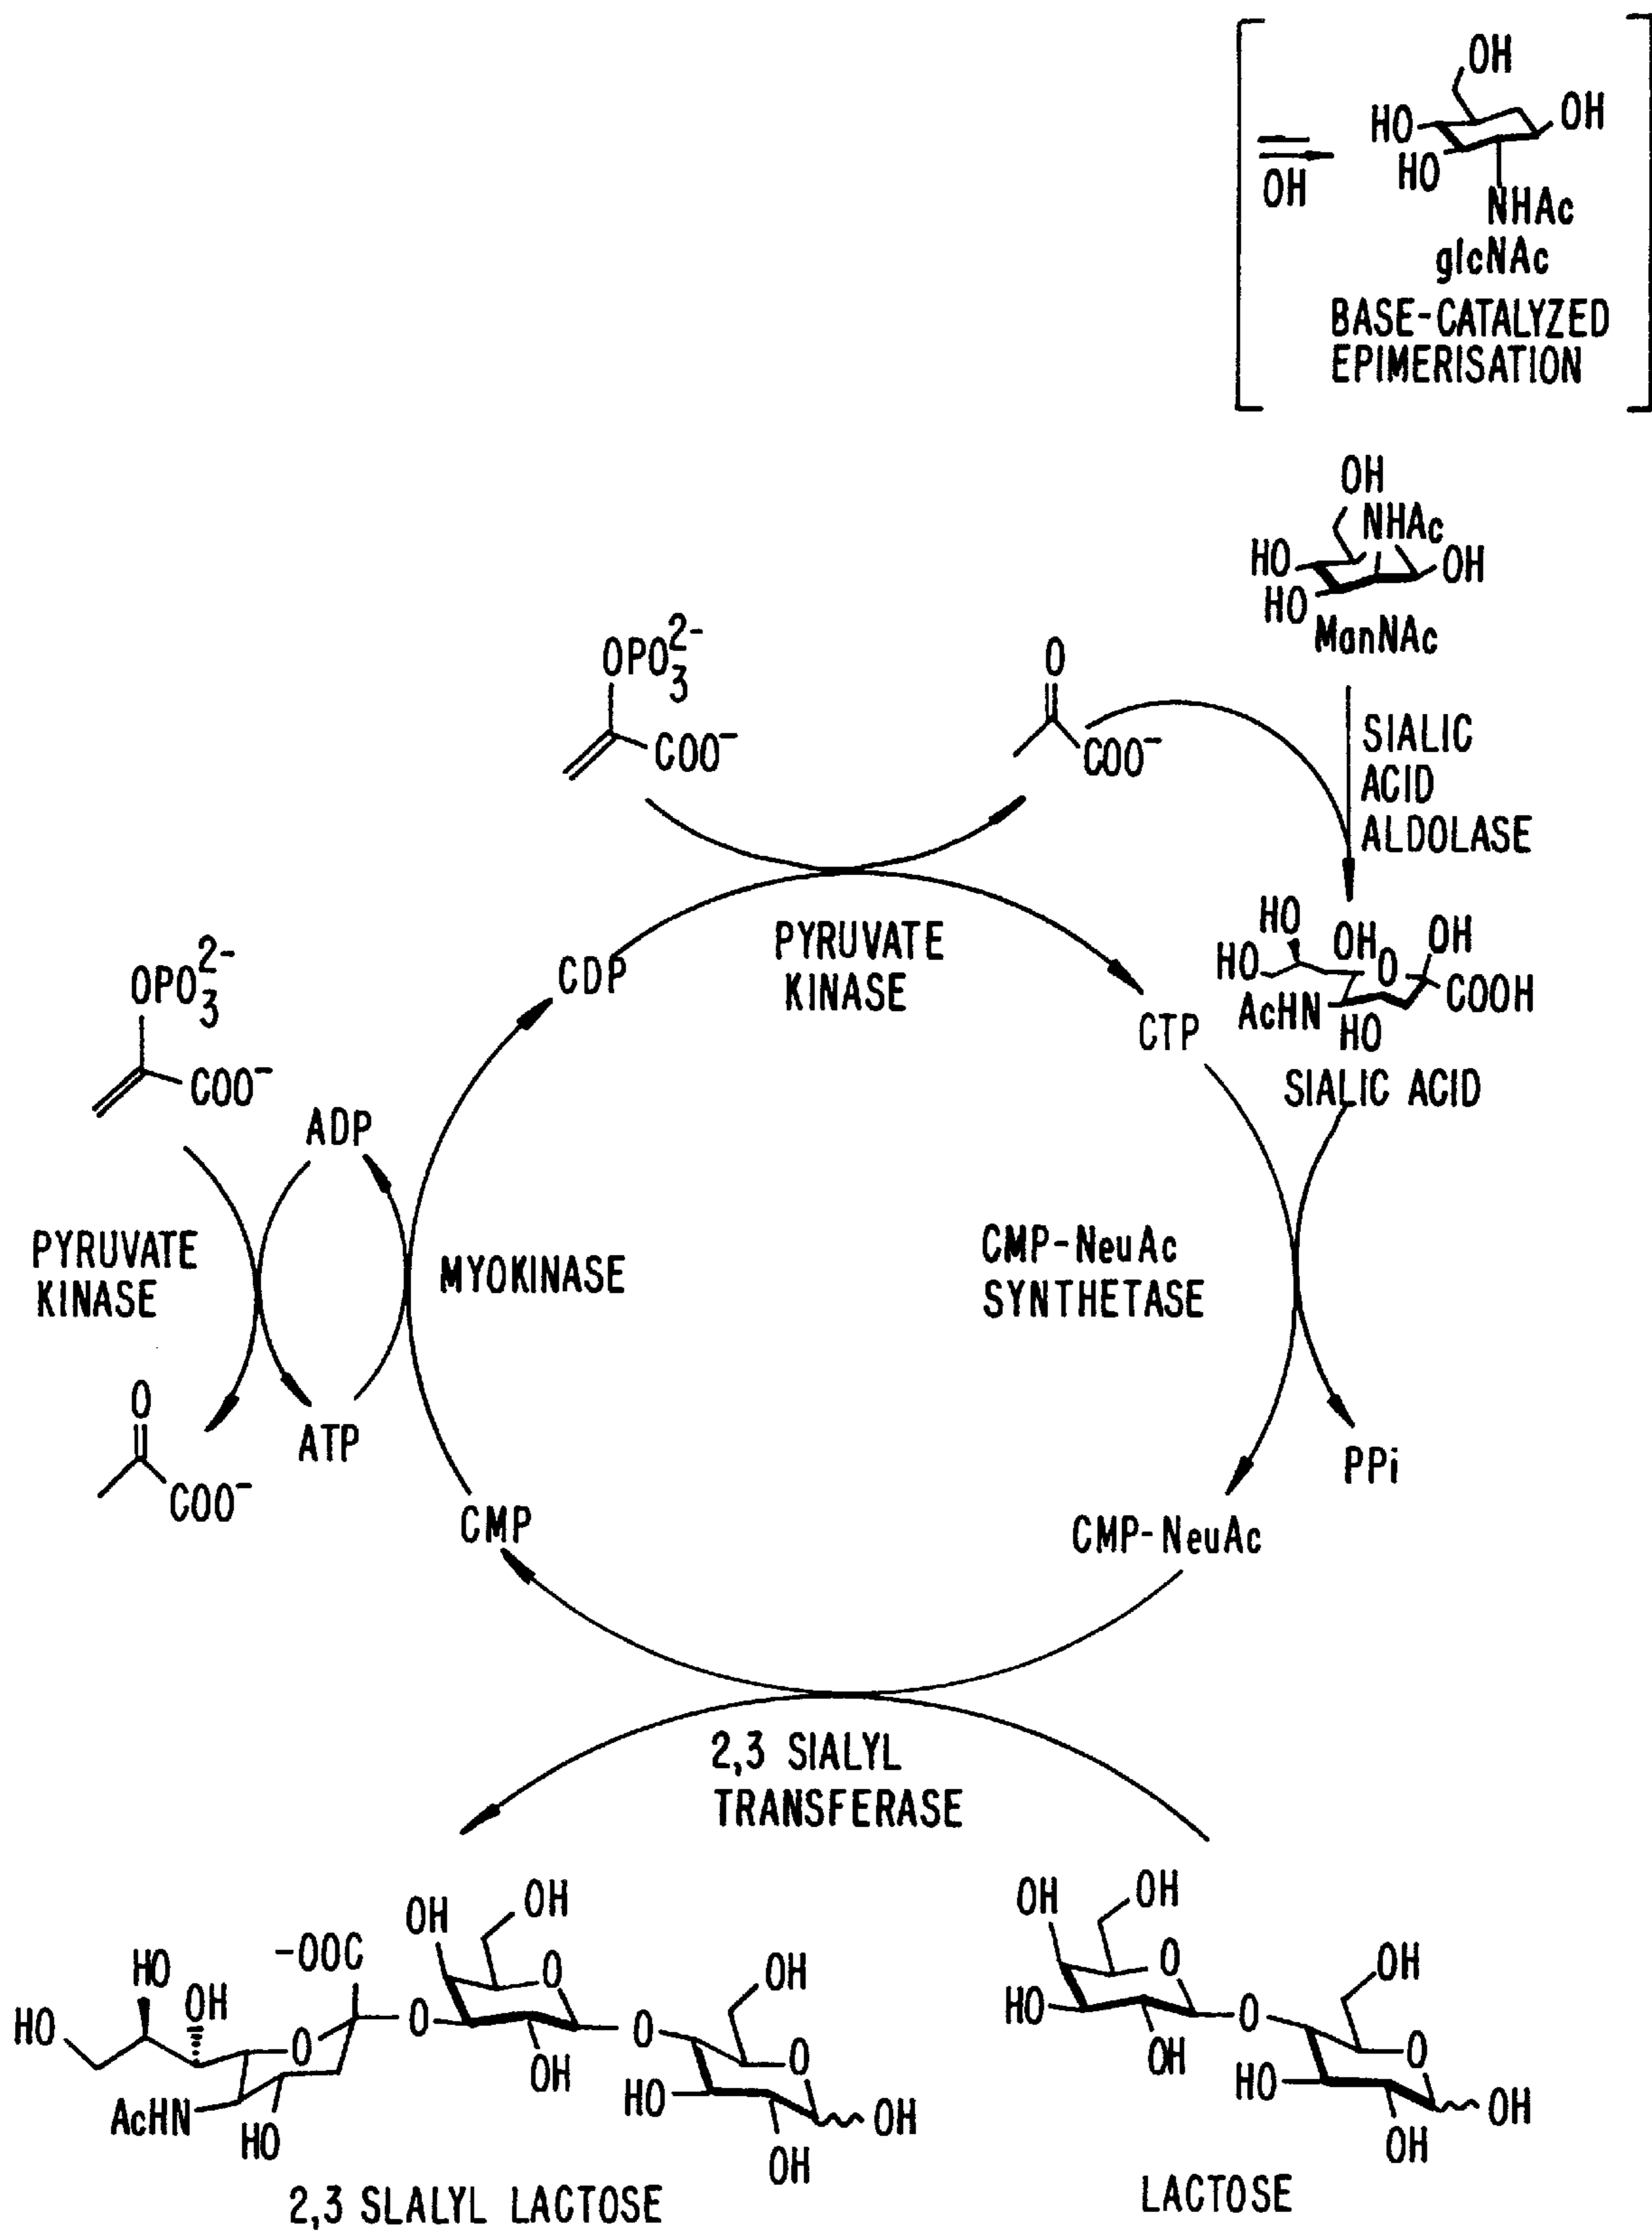 OH
HO
OH
HO
OH
NHAc
glcNAc
BASE-CATALYZED
EPIMERISATION
OH
NHAc
HO
OH
HO
ManNAc
OPO3 2-
COO-
O
COO-
SIALIC
ACID
ALDOLASE
HO
OH
OH
HO
O
COOH
AcHN
HO
SIALIC ACID
PYRUVATE
KINASE
CDP
CTP
OPO3 2-
COO-
ADP
PYRUVATE
KINASE
MYOKINASE
CMP-NeuAc
SYNTHETASE
O
COO-
ATP
PPi
CMP
CMP-NeuAc
2,3 SIALYL
TRANSFERASE
OH
OH
-OOC
HO
OH
HO
O
O
O
O
OH
OH
O
HO
AcHN
HO
OH
OH
2,3 SLALYL LACTOSE
OH
OH
O
OH
HO
O
OH
O
HO
OH
OH
LACTOSE